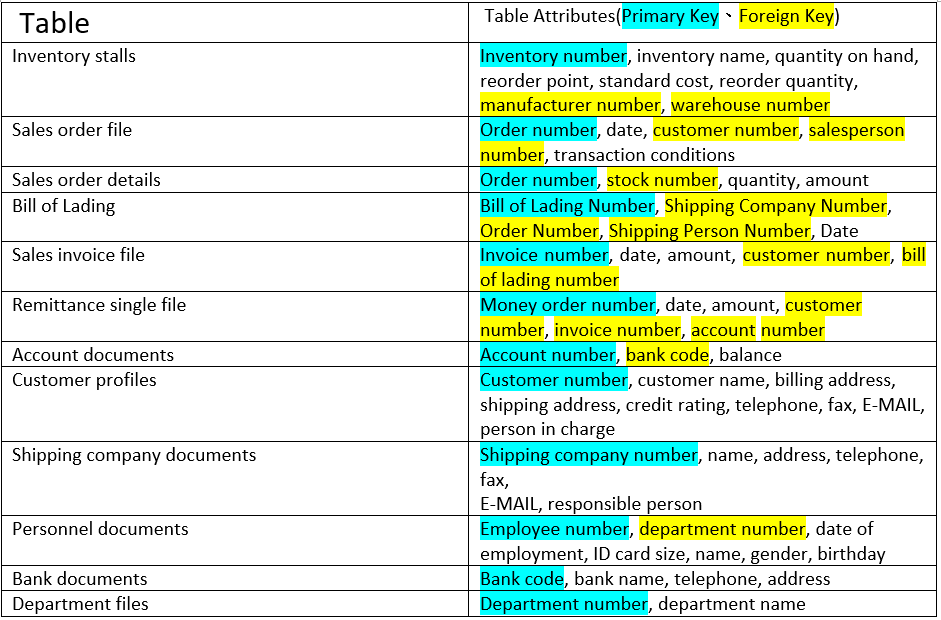 Table
Table Attributes(Primary Key、Foreign Key)
Inventory stalls
Inventory number, inventory name, quantity on hand,
reorder point, standard cost, reorder quantity,
manufacturer number, warehouse number
Sales order file
Order number, date, customer number, salesperson
number, transaction conditions
Sales order details
Order number, stock number, quantity, amount
Bill of Lading
Bill of Lading Number, Shipping Company Number,
Order Number, Shipping Person Number, Date
Sales invoice file
Invoice number, date, amount, customer number, bill
of lading number
Remittance single file
Money order number, date, amount, customer
number, invoice number, account number
Account documents
Account number, bank code, balance
Customer profiles
Customer number, customer name, billing address,
shipping address, credit rating, telephone, fax, E-MAIL,
person in charge
Shipping company documents
Shipping company number, name, address, telephone,
fax,
E-MAIL, responsible person
Personnel documents
Employee number, department number, date of
employment, ID card size, name, gender, birthday
Bank documents
Bank code, bank name, telephone, address
Department files
Department number, department name